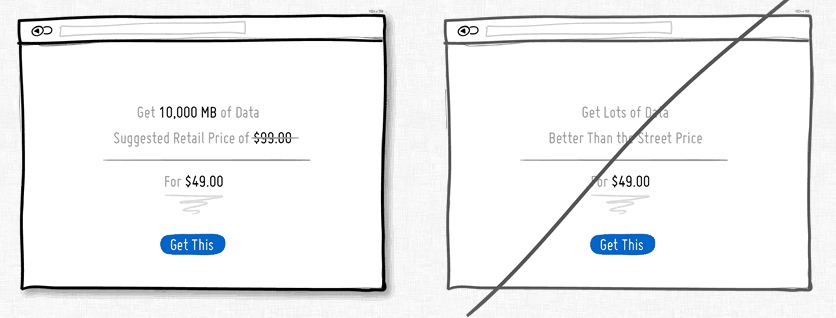 Get 10,000 MB of Data
Suggested Retail Price of $99.00
For $49.00
Get This
Get Lots of Data
Better Than the Street Price
For $49.00
Get This